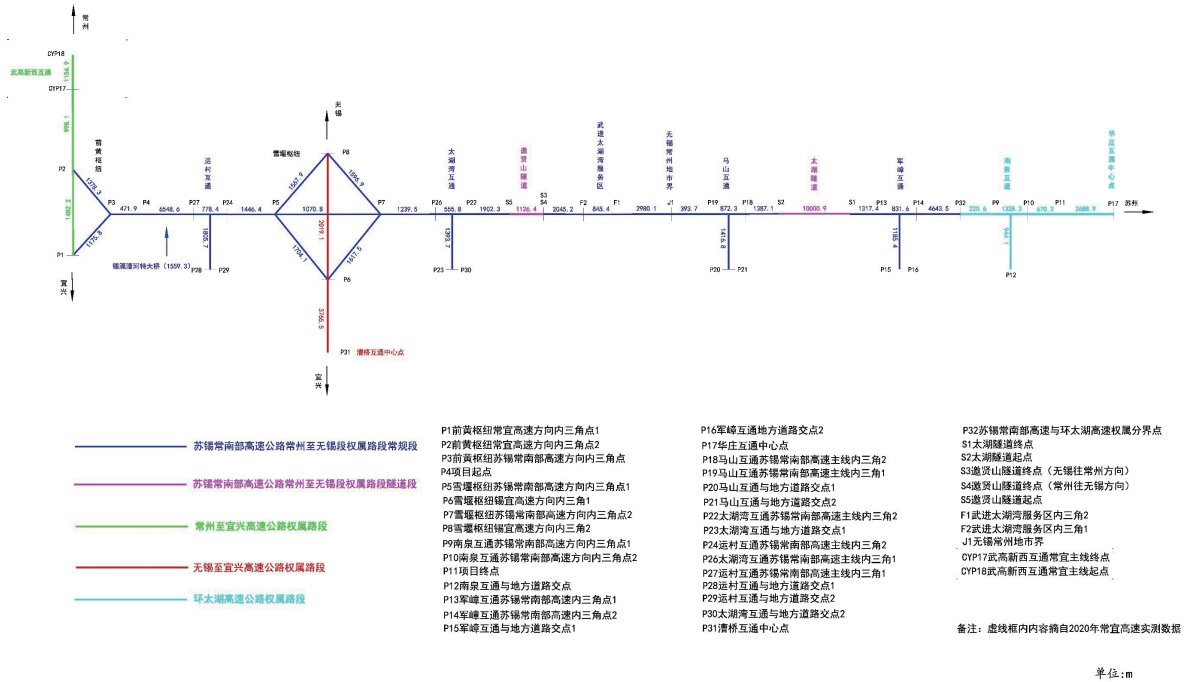 常州
CYP18
武高新西互通
1154.9
CYP17
998.1
前黄枢纽
P2
1378.3
1482.2
1175.8
P1
宜兴
P3
471.9
P4
6548.6
锡溧漕河特大桥（1559.3）
运村互通
P27
778.4
P24
1805.7
P28
P29
1446.4
无锡
雪堰枢纽
P8
1567.9
1596.9
P5
1070.8
2019.1
P7
1704.1
1617.5
P6
3765.5
P31
漕桥互通中心点
宜兴
1239.5
太湖湾互通
P26
555.8
P22
1393.7
P23
P30
1902.3
邀贤山隧道
S5
1126.4
S3
S4
2045.2
武进太湖湾服务区
F2
845.4
F1
2980.1
无锡常州地市界
J1
393.7
马山互通
P19
872.3
P18
1416.8
P20
P21
1387.1
S2
太湖隧道
10000.9
S1
1317.4
军嶂互通
P13
831.6
P14
1185.4
P15
P16
4643.5
P32
220.6
南泉互通
P9
1328.3
P10
944.1
P12
670.2
P11
2688.9
华庄互通中心点
P17
苏州
苏锡常南部高速公路常州至无锡段权属路段常规段
苏锡常南部高速公路常州至无锡段权属路段隧道段
常州至宜兴高速公路权属路段
无锡至宜兴高速公路权属路段
环太湖高速公路权属路段
P1前黄枢纽常宜高速方向内三角点1
P2前黄枢纽常宜高速方向内三角点2
P3前黄枢纽苏锡常南部高速方向内三角点
P4项目起点
P5雪堰枢纽苏锡常南部高速方向内三角点1
P6雪堰枢纽锡宜高速方向内三角1
P7雪堰枢纽苏锡常南部高速方向内三角点2
P8雪堰枢纽锡宜高速方向内三角2
P9南泉互通苏锡常南部高速方向内三角点1
P10南泉互通苏锡常南部高速方向内三角点2
P11项目终点
P12南泉互通与地方道路交点
P13军嶂互通苏锡常南部高速内三角点1
P14军嶂互通苏锡常南部高速内三角点2
P15军嶂互通与地方道路交点1
P16军嶂互通地方道路交点2
P17华庄互通中心点
P18马山互通苏锡常南部高速主线内三角2
P19马山互通苏锡常南部高速主线内三角1
P20马山互通与地方道路交点1
P21马山互通与地方道路交点2
P22太湖湾互通苏锡常南部高速主线内三角2
P23太湖湾互通与地方道路交点1
P24运村互通苏锡常南部高速主线内三角2
P26太湖湾互通苏锡常南部高速主线内三角1
P27运村互通苏锡常南部高速主线内三角1
P28运村互通与地方道路交点1
P29运村互通与地方道路交点2
P30太湖湾互通与地方道路交点2
P31漕桥互通中心点
P32苏锡常南部高速与环太湖高速权属分界点
S1太湖隧道终点
S2太湖隧道起点
S3邀贤山隧道终点（无锡往常州方向）
S4邀贤山隧道终点（常州往无锡方向）
S5邀贤山隧道起点
F1武进太湖湾服务区内三角2
F2武进太湖湾服务区内三角1
J1无锡常州地市界
CYP17武高新西互通常宜主线终点
CYP18武高新西互通常宜主线起点
备注：虚线框内内容摘自2020年常宜高速实测数据
单位:m